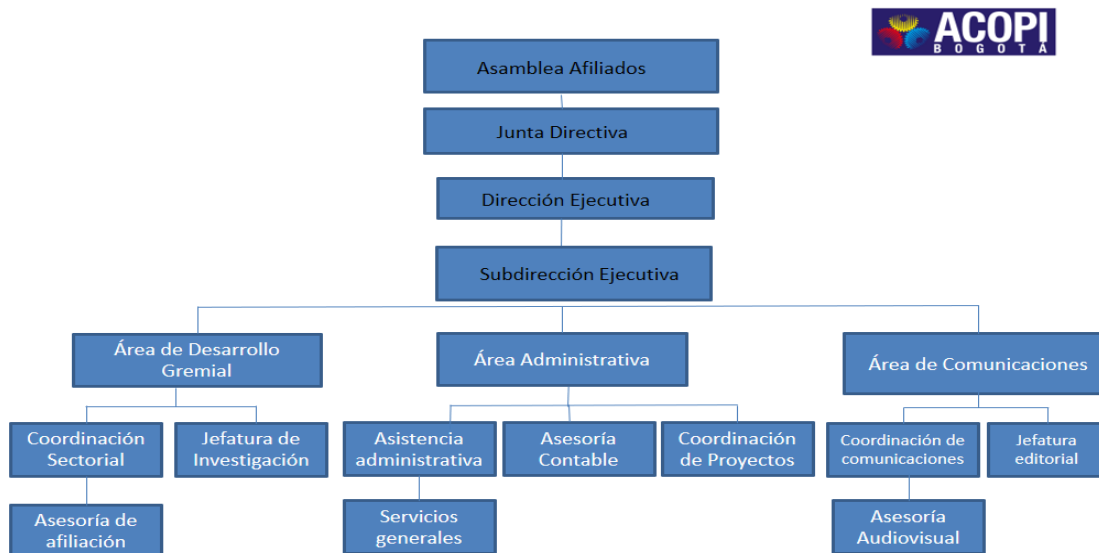 ACOPI
BOGOTÁ
Asamblea Afiliados
Junta Directiva
Dirección Ejecutiva
Subdirección Ejecutiva
Área de Desarrollo
Gremial
Área Administrativa
Área de Comunicaciones
Coordinación
Sectorial
Jefatura de
Investigación
Asistencia
administrativa
Asesoría
Contable
Coordinación
de Proyectos
Coordinación de
comunicaciones
Jefatura
editorial
Asesoría de
afiliación
Servicios
generales
Asesoría
Audiovisual